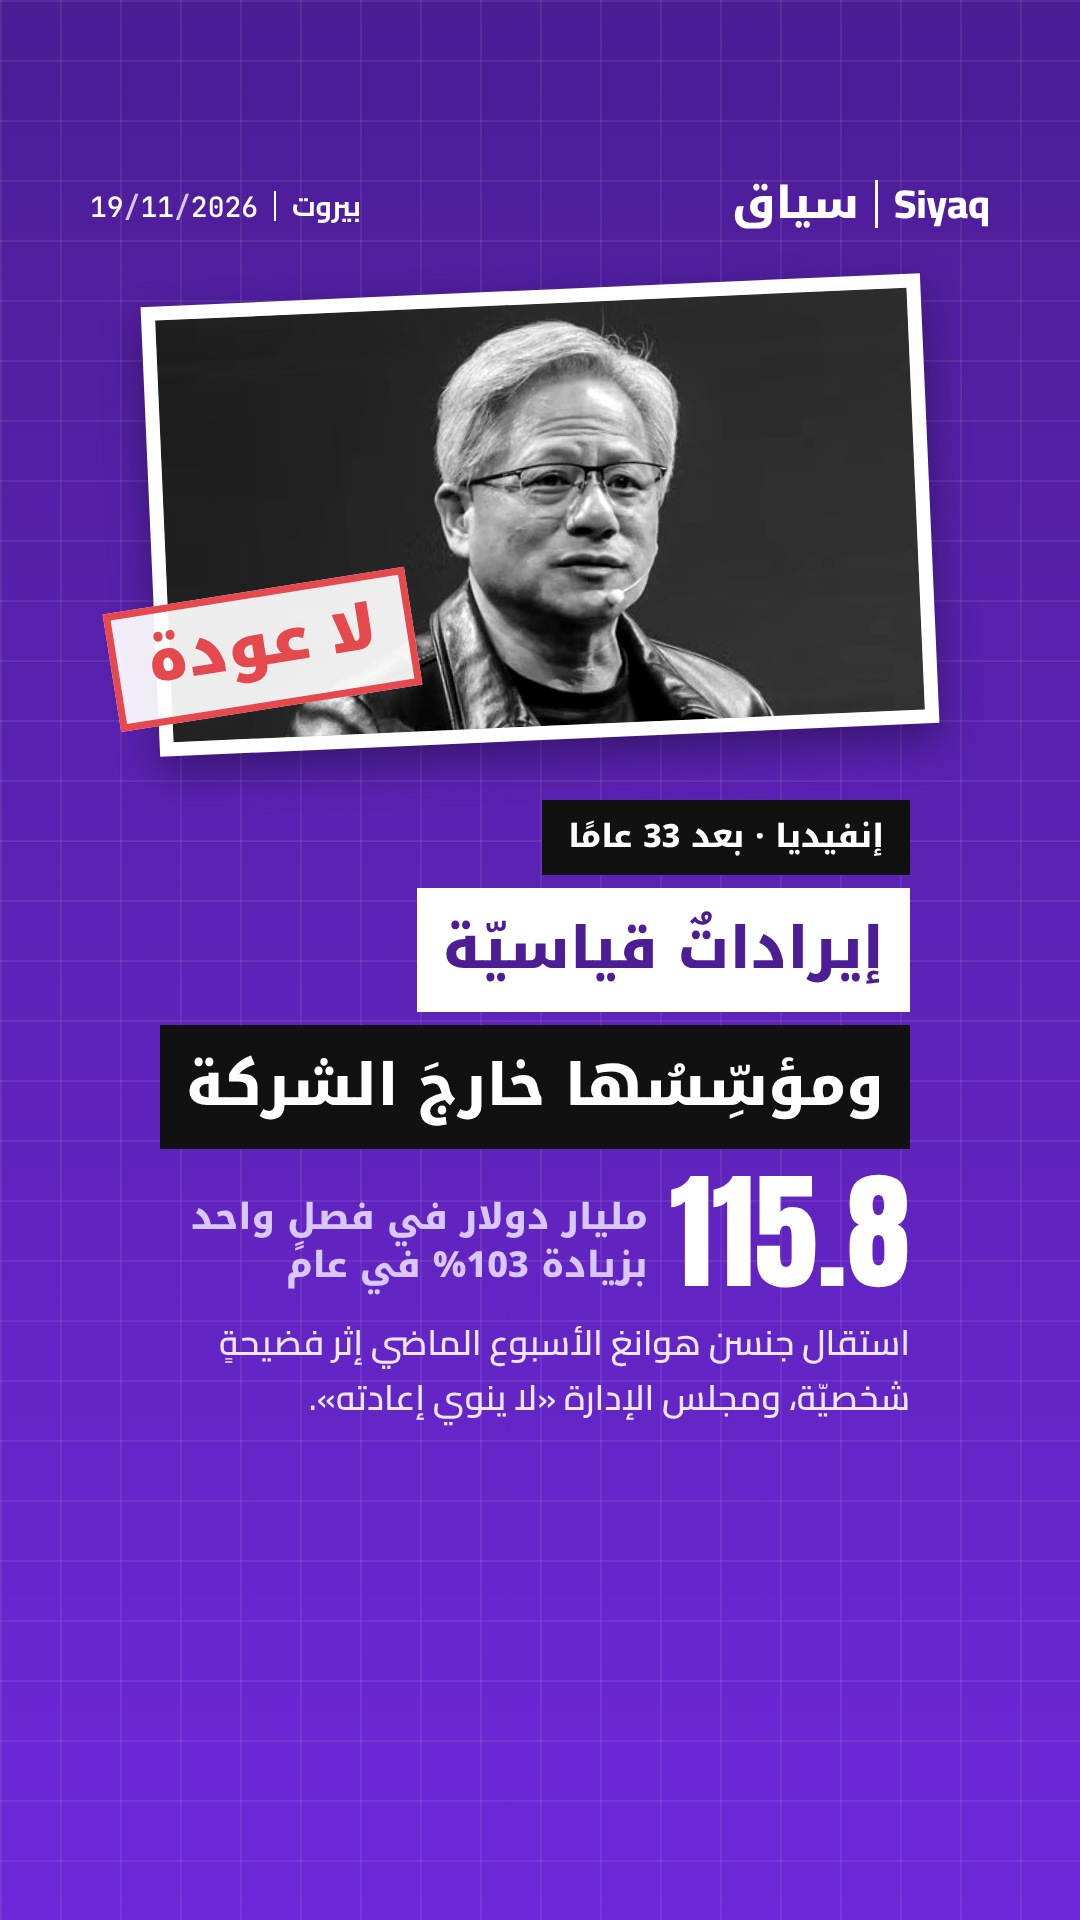 Siyaq | سياق
بيروت | 19/11/2026
لا عودة
إنفيديا · بعد 33 عامًا
إيراداتٌ قياسيّة
ومؤسِّسُها خارجَ الشركة
115.8
مليار دولار في فصلٍ واحد
بزيادة 103% في عام
استقال جنسن هوانغ الأسبوع الماضي إثر فضيحةٍ
شخصيّة، ومجلس الإدارة «لا ينوي إعادته».